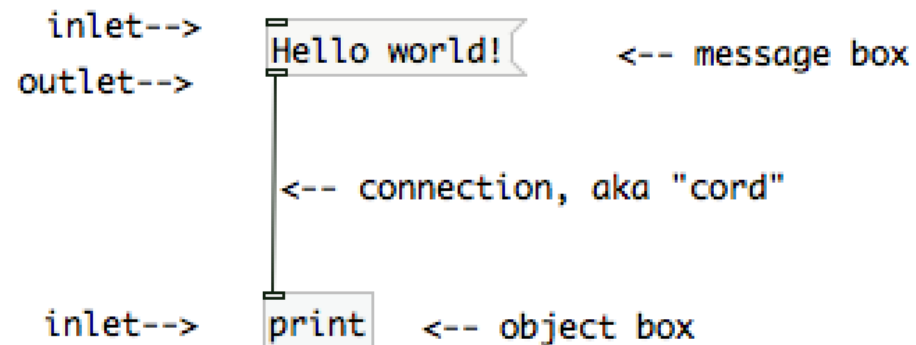 inlet-->
Hello world! <-- message box
outlet-->
<-- connection, aka "cord"
inlet--> print <-- object box